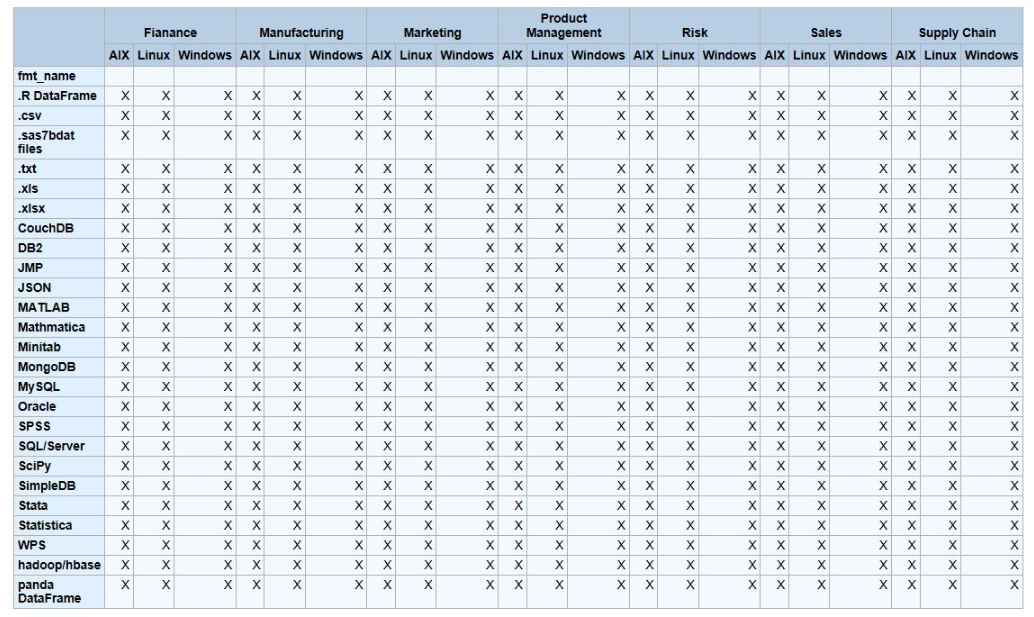 Fianance Manufacturing Marketing Product Management Risk Sales Supply Chain
AIX Linux Windows AIX Linux Windows AIX Linux Windows AIX Linux Windows AIX Linux Windows AIX Linux Windows AIX Linux Windows
fmt_name
.R DataFrame X X X X X X X X X X X X X X X X X X X X X
.csv X X X X X X X X X X X X X X X X X X X X X
.sas7bdat files X X X X X X X X X X X X X X X X X X X X X
.txt X X X X X X X X X X X X X X X X X X X X X
.xls X X X X X X X X X X X X X X X X X X X X X
.xlsx X X X X X X X X X X X X X X X X X X X X X
CouchDB X X X X X X X X X X X X X X X X X X X X X
DB2 X X X X X X X X X X X X X X X X X X X X X
JMP X X X X X X X X X X X X X X X X X X X X X
JSON X X X X X X X X X X X X X X X X X X X X X
MATLAB X X X X X X X X X X X X X X X X X X X X X
Mathmatica X X X X X X X X X X X X X X X X X X X X X
Minitab X X X X X X X X X X X X X X X X X X X X X
MongoDB X X X X X X X X X X X X X X X X X X X X X
MySQL X X X X X X X X X X X X X X X X X X X X X
Oracle X X X X X X X X X X X X X X X X X X X X X
SPSS X X X X X X X X X X X X X X X X X X X X X
SQL/Server X X X X X X X X X X X X X X X X X X X X X
SciPy X X X X X X X X X X X X X X X X X X X X X
SimpleDB X X X X X X X X X X X X X X X X X X X X X
Stata X X X X X X X X X X X X X X X X X X X X X
Statistica X X X X X X X X X X X X X X X X X X X X X
WPS X X X X X X X X X X X X X X X X X X X X X
hadoop/hbase X X X X X X X X X X X X X X X X X X X X X
panda DataFrame X X X X X X X X X X X X X X X X X X X X X